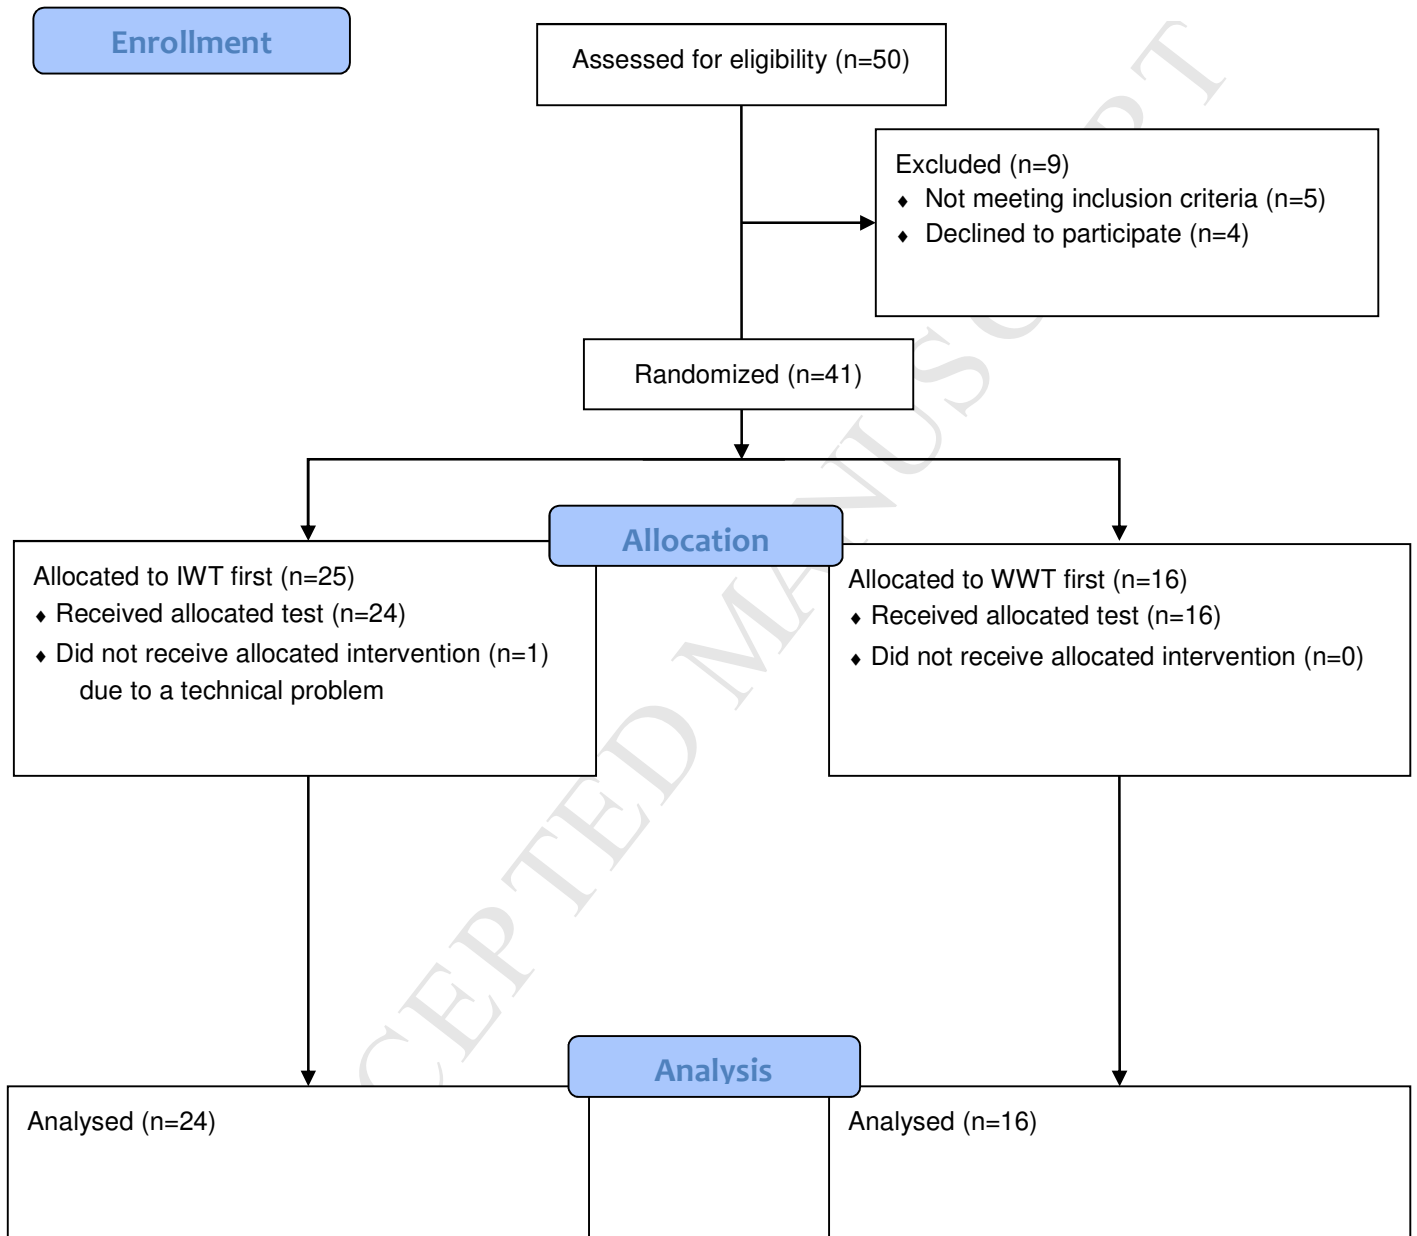 Enrollment
Assessed for eligibility (n=50)
Excluded (n=9)
♦ Not meeting inclusion criteria (n=5)
♦ Declined to participate (n=4)
Randomized (n=41)
Allocation
Allocated to IWT first (n=25)
♦ Received allocated test (n=24)
♦ Did not receive allocated intervention (n=1)
due to a technical problem
Allocated to WWT first (n=16)
♦ Received allocated test (n=16)
♦ Did not receive allocated intervention (n=0)
Analysis
Analysed (n=24)
Analysed (n=16)
CEPTED MANUSCRIPT